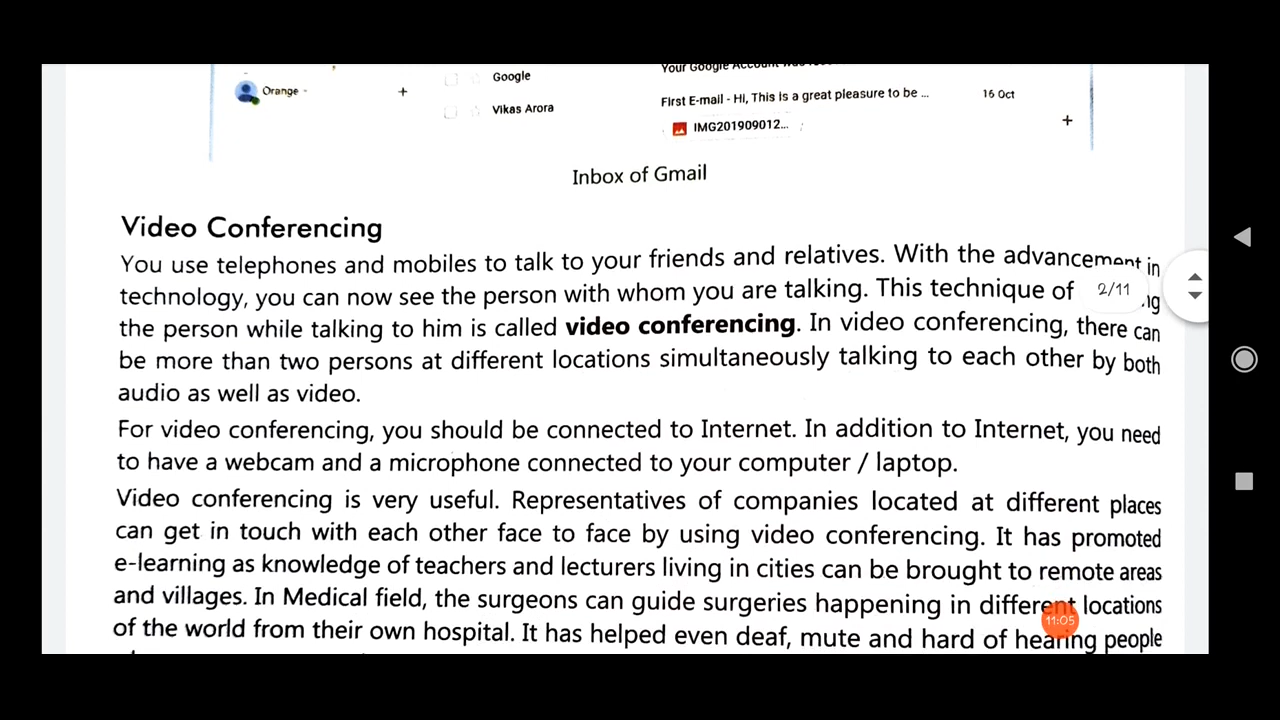 Your Google Account
Orange
+
Google
Vikas Arora
First E-mail - Hi, This is a great pleasure to be ...
16 Oct
IMG201909012...
+
Inbox of Gmail
Video Conferencing
You use telephones and mobiles to talk to your friends and relatives. With the advancement in
technology, you can now see the person with whom you are talking. This technique of
2/11
the person while talking to him is called video conferencing. In video conferencing, there can
be more than two persons at different locations simultaneously talking to each other by both
audio as well as video.
For video conferencing, you should be connected to Internet. In addition to Internet, you need
to have a webcam and a microphone connected to your computer / laptop.
Video conferencing is very useful. Representatives of companies located at different places
can get in touch with each other face to face by using video conferencing. It has promoted
e-learning as knowledge of teachers and lecturers living in cities can be brought to remote areas
and villages. In Medical field, the surgeons can guide surgeries happening in different locations
of the world from their own hospital. It has helped even deaf, mute and hard of hearing people
11:05